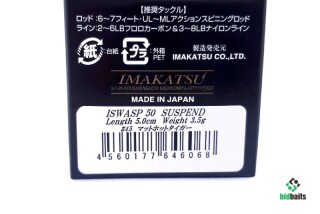 【推奨タックル】
ロッド:6~7フィート・UL~MLアクションスピニングロッド
ライン:2~6LBフロロカーボン&3~8LBナイロンライン
紙 :台紙
プラ :外箱 PET
製造発売元
IMAKATSU CO.,LTD.
IMAKATSU
MADE IN JAPAN
ISWASP 50 SUSPEND
Length 5.0cm Weight 3.5g
#45 マットホットタイガー
4 560177 646068
bidbaits